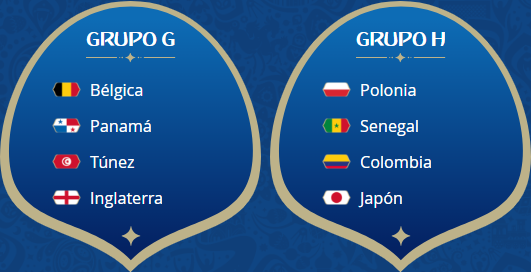 GRUPO G
Bélgica
Panamá
Túnez
Inglaterra
GRUPO H
Polonia
Senegal
Colombia
Japón